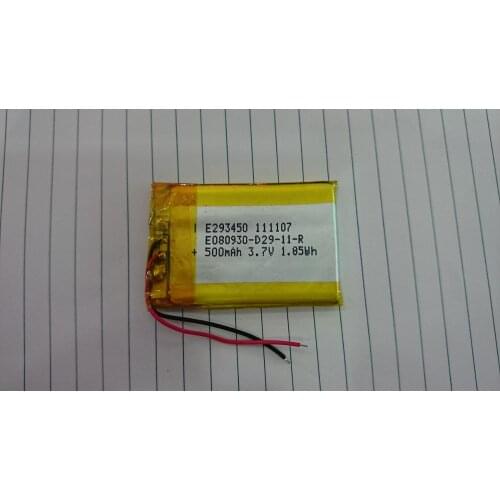 - E293450 111107
E080930-D29-11-R
+ 500mAh 3.7V 1.85Wh